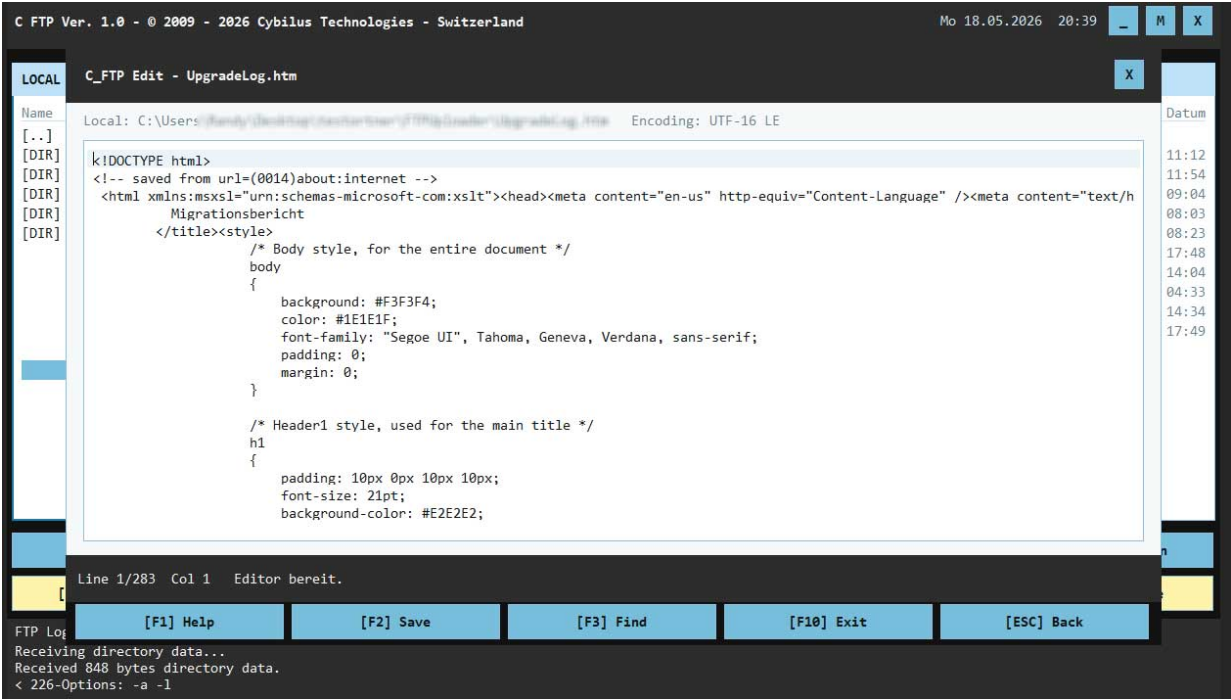 C FTP Ver. 1.0 - © 2009 - 2026 Cybilus Technologies - Switzerland
Mo 18.05.2026 20:39 _ M X
LOCAL
C_FTP Edit - UpgradeLog.htm X
Name
Local: C:\Users Encoding: UTF-16 LE
Datum
[..]
[DIR]
[DIR]
[DIR]
[DIR]
[DIR]
<!DOCTYPE html>
<!-- saved from url=(0014)about:internet -->
<html xmlns:msxsl="urn:schemas-microsoft-com:xslt"><head><meta content="en-us" http-equiv="Content-Language" /><meta content="text/h
Migrationsbericht
</title><style>
/* Body style, for the entire document */
body
{
background: #F3F3F4;
color: #1E1E1F;
font-family: "Segoe UI", Tahoma, Geneva, Verdana, sans-serif;
padding: 0;
margin: 0;
}
/* Header1 style, used for the main title */
h1
{
padding: 10px 0px 10px 10px;
font-size: 21pt;
background-color: #E2E2E2;
11:12
11:54
09:04
08:03
08:23
17:48
14:04
04:33
14:34
17:49
Line 1/283 Col 1 Editor bereit.
[F1] Help
[F2] Save
[F3] Find
[F10] Exit
[ESC] Back
FTP Log
Receiving directory data...
Received 848 bytes directory data.
< 226-Options: -a -l